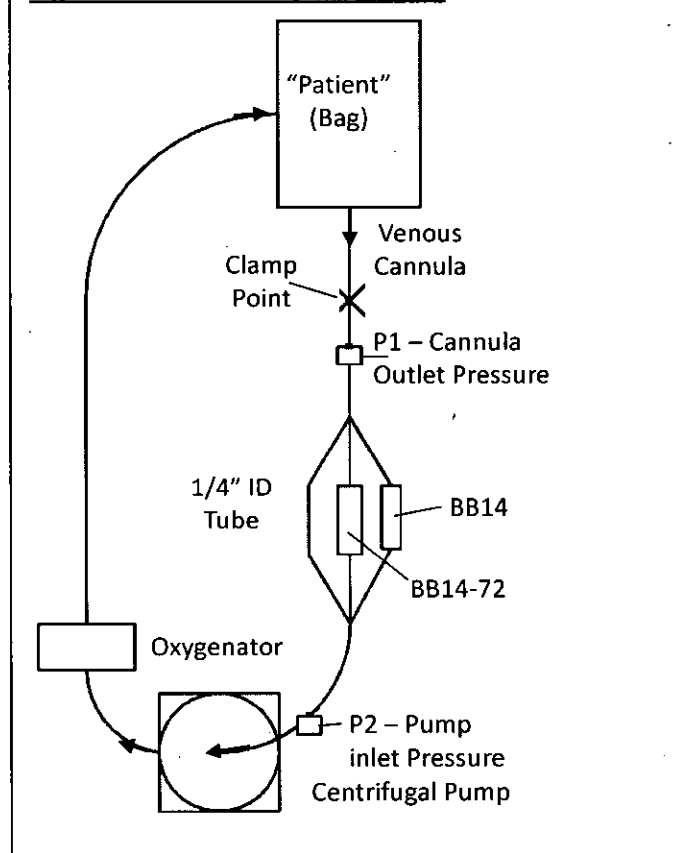 "Patient"
(Bag)
Venous
Cannula
Clamp
Point
P1 – Cannula
Outlet Pressure
1/4" ID
Tube
BB14
BB14-72
Oxygenator
P2 – Pump
inlet Pressure
Centrifugal Pump